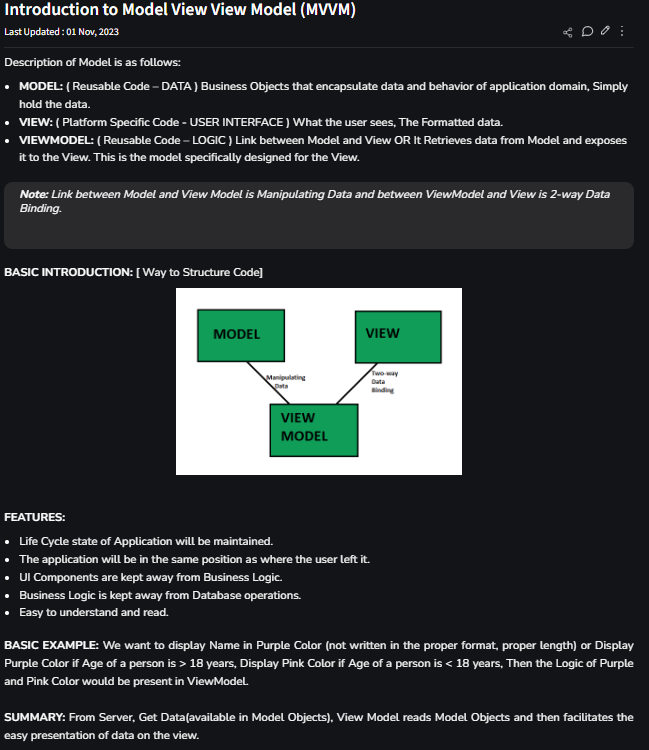 Introduction to Model View View Model (MVVM)
Last Updated : 01 Nov, 2023
Description of Model is as follows:
MODEL: ( Reusable Code – DATA ) Business Objects that encapsulate data and behavior of application domain, Simply
hold the data.
VIEW: ( Platform Specific Code - USER INTERFACE ) What the user sees, The Formatted data.
VIEWMODEL: ( Reusable Code – LOGIC ) Link between Model and View OR It Retrieves data from Model and exposes
it to the View. This is the model specifically designed for the View.
Note: Link between Model and View Model is Manipulating Data and between ViewModel and View is 2-way Data
Binding.
BASIC INTRODUCTION: [ Way to Structure Code]
MODEL
VIEW
Manipulating
Data
Two-way
Data
Binding
VIEW
MODEL
FEATURES:
Life Cycle state of Application will be maintained.
The application will be in the same position as where the user left it.
UI Components are kept away from Business Logic.
Business Logic is kept away from Database operations.
Easy to understand and read.
BASIC EXAMPLE: We want to display Name in Purple Color (not written in the proper format, proper length) or Display
Purple Color if Age of a person is > 18 years, Display Pink Color if Age of a person is < 18 years, Then the Logic of Purple
and Pink Color would be present in ViewModel.
SUMMARY: From Server, Get Data(available in Model Objects), View Model reads Model Objects and then facilitates the
easy presentation of data on the view.